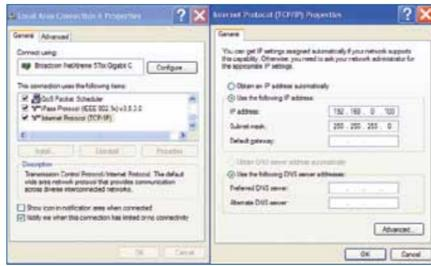 Local Area Connection 6 Properties
General Advanced
Connect using:
Broadcom NetXtreme 57xx Gigabit C
Configure...
This connection uses the following items:
QoS Packet Scheduler
Internet Protocol (TCP/IP)
Install...
Uninstall
Properties
Description
Transmission Control Protocol/Internet Protocol. The default
wide area network protocol that provides communication
across diverse interconnected networks.
Show icon in notification area when connected
Notify me when this connection has limited or no connectivity
OK Cancel
Internet Protocol (TCP/IP) Properties
General
You can get IP settings assigned automatically if your network supports
this capability. Otherwise, you need to ask your network administrator for
the appropriate IP settings.
Obtain an IP address automatically
Use the following IP address:
IP address: 192 . 168 . 0 . 100
Subnet mask: 255 . 255 . 255 . 0
Default gateway:
Obtain DNS server address automatically
Use the following DNS server addresses:
Preferred DNS server:
Alternate DNS server:
Advanced...
OK Cancel